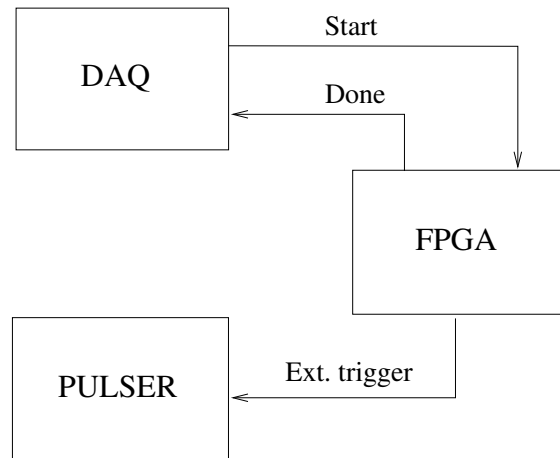 Start
DAQ
Done
FPGA
Ext. trigger
PULSER